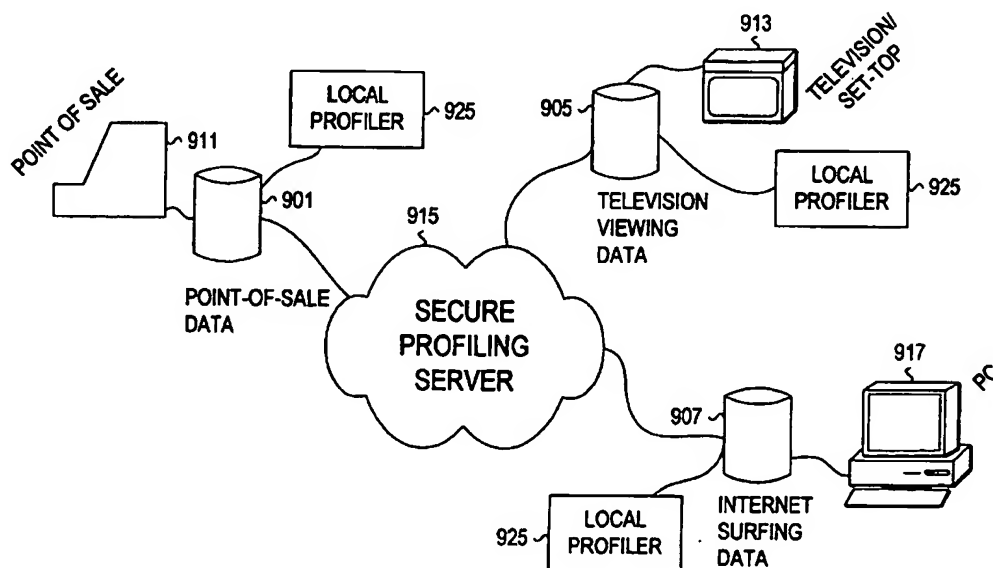 POINT OF SALE
911
LOCAL
PROFILER
925
901
POINT-OF-SALE
DATA
913
TELEVISION/
SET-TOP
905
TELEVISION
VIEWING
DATA
LOCAL
PROFILER
925
915
SECURE
PROFILING
SERVER
917
PC
907
INTERNET
SURFING
DATA
925
LOCAL
PROFILER